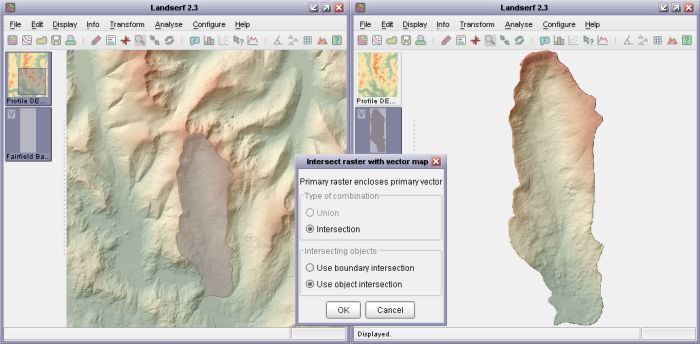 Landserf 2.3
File Edit Display Info Transform Analyse Configure Help
Profile DE...
V
Fairfield Ba...
Intersect raster with vector map
Primary raster encloses primary vector
Type of combination
Union
Intersection
Intersecting objects
Use boundary intersection
Use object intersection
OK Cancel
Landserf 2.3
File Edit Display Info Transform Analyse Configure Help
Profile DE...
V
Fairfield Ba...
Displayed.